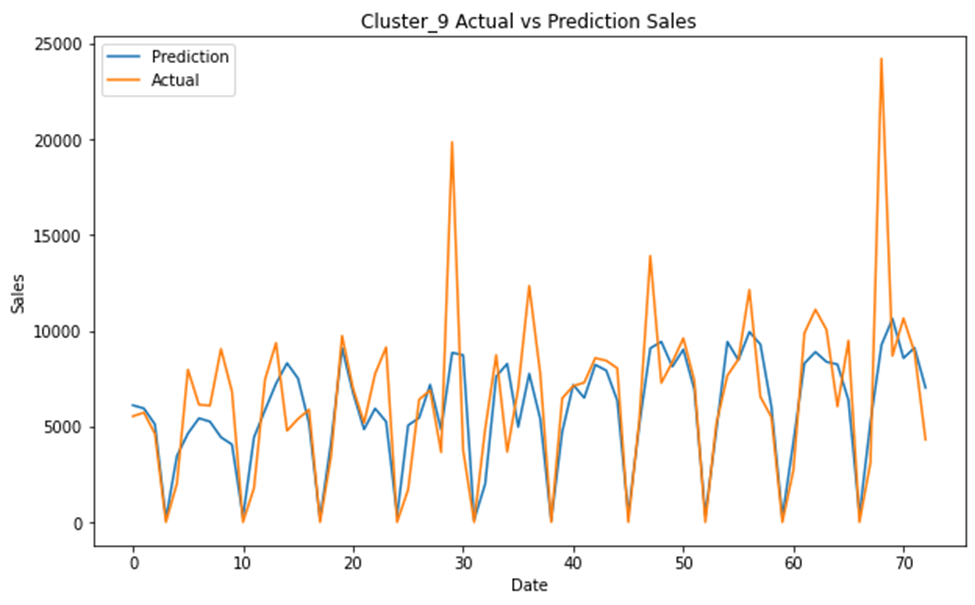 Cluster_9 Actual vs Prediction Sales
Prediction
Actual
Sales
25000
20000
15000
10000
5000
0
0 10 20 30 40 50 60 70
Date